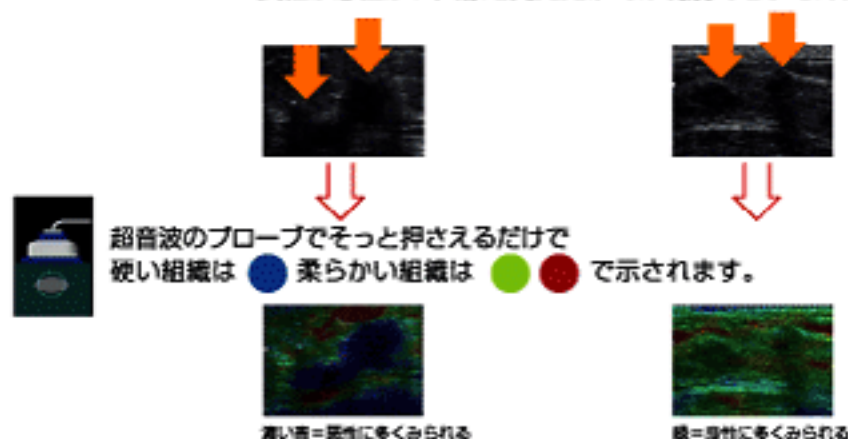 超音波のプローブでそっと押さえるだけで
硬い組織は 柔らかい組織は で示されます。
濃い青=悪性に多くみられる
緑=良性に多くみられる